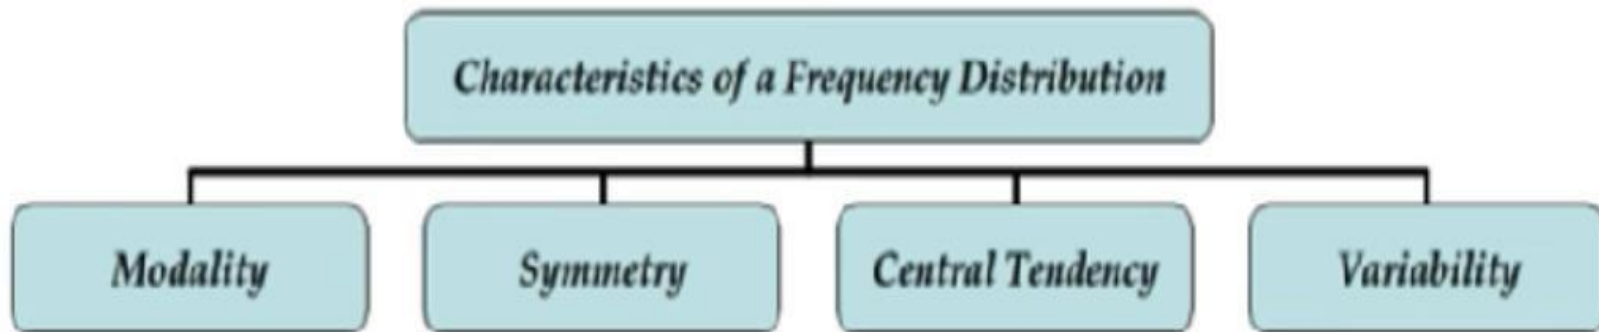 Characteristics of a Frequency Distribution
Modality
Symmetry
Central Tendency
Variability